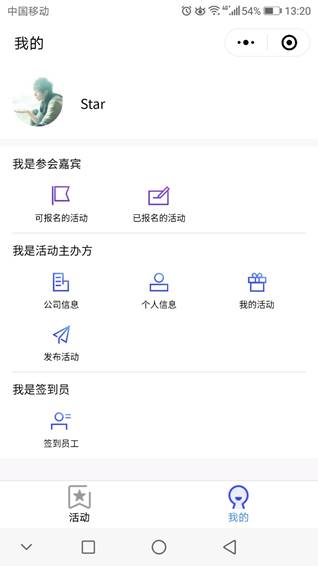 中国移动 54% 13:20
我的
Star
我是参会嘉宾
可报名的活动 已报名的活动
我是活动主办方
公司信息 个人信息 我的活动
发布活动
我是签到员
签到员工
活动 我的